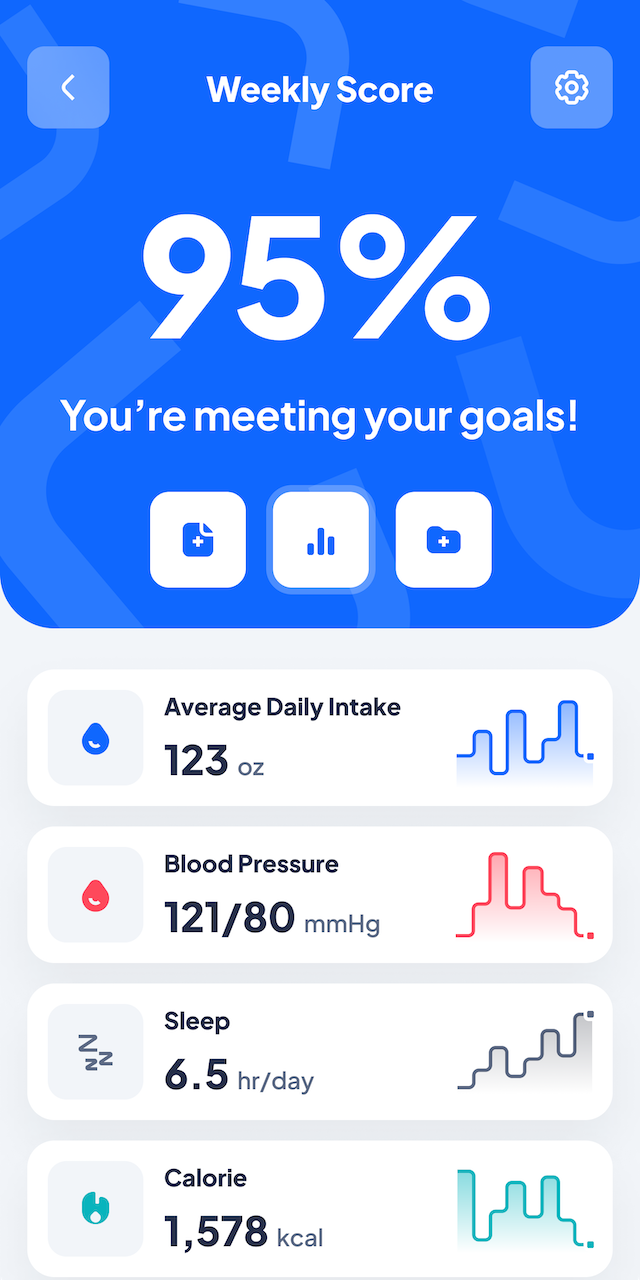 Weekly Score
95%
You’re meeting your goals!
Average Daily Intake
123 oz
Blood Pressure
121/80 mmHg
Sleep
6.5 hr/day
Calorie
1,578 kcal